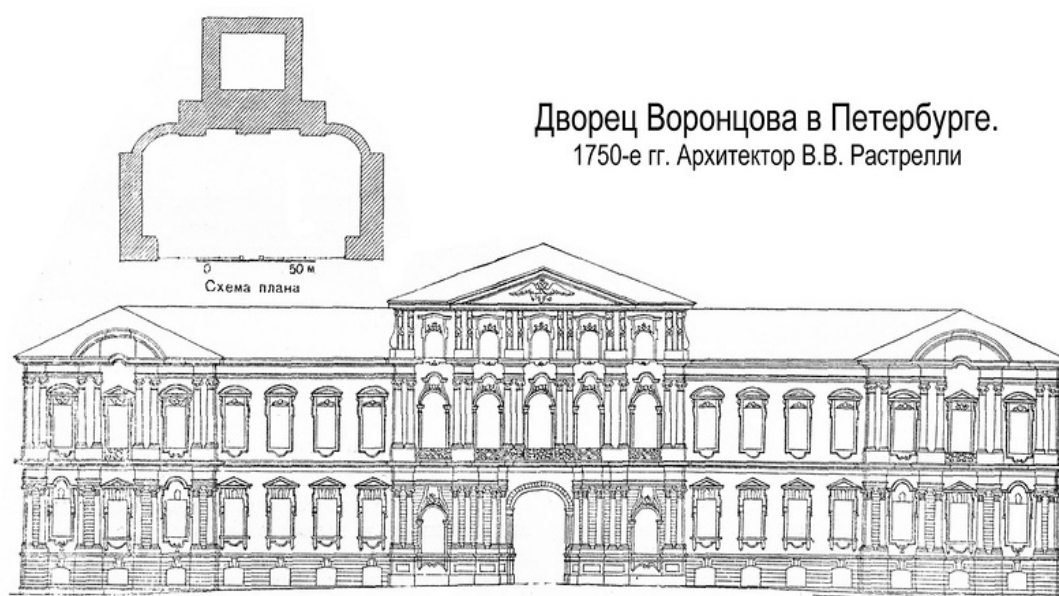 Дворец Воронцова в Петербурге.
1750-е гг. Архитектор В.В. Растрелли
0 50 м
Схема плана